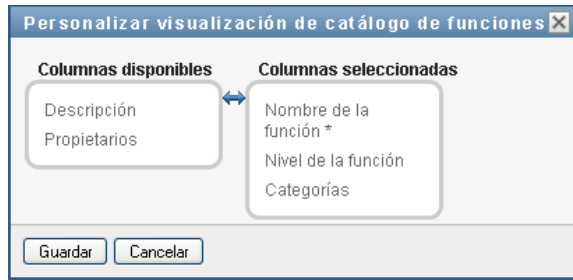 Personalizar visualización de catálogo de funciones
Columnas disponibles
Descripción
Propietarios
Columnas seleccionadas
Nombre de la
función *
Nivel de la función
Categorías
Guardar
Cancelar